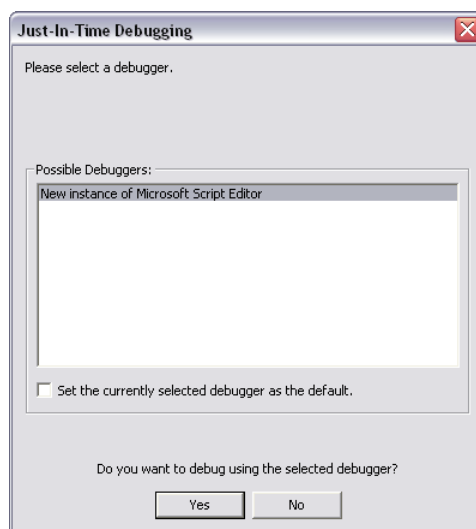 Just-In-Time Debugging
Please select a debugger.
Possible Debuggers:
New instance of Microsoft Script Editor
Set the currently selected debugger as the default.
Do you want to debug using the selected debugger?
Yes
No